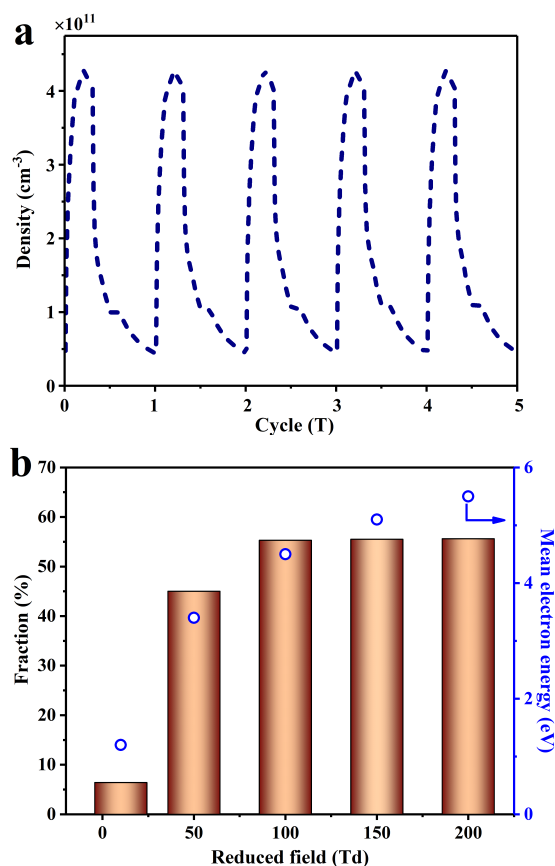 a
×10¹¹
Density (cm⁻³)
4
3
2
1
0
0 1 2 3 4 5
Cycle (T)
b
Fraction (%)
70
60
50
40
30
20
10
0
0 50 100 150 200
Reduced field (Td)
6
4
2
0
Mean electron energy
(eV)